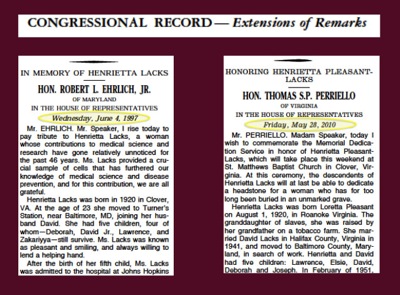 CONGRESSIONAL RECORD — Extensions of Remarks
IN MEMORY OF HENRIETTA LACKS
HON. ROBERT L. EHRLICH, JR.
OF MARYLAND
IN THE HOUSE OF REPRESENTATIVES
Wednesday, June 4, 1997
Mr. EHRLICH. Mr. Speaker, I rise today to
pay tribute to Henrietta Lacks, a woman
whose contributions to medical science and
research have gone relatively unnoticed for
the past 46 years. Ms. Lacks provided a cru-
cial sample of cells that has furthered our
knowledge of medical science and disease
prevention, and for this contribution, we are all
grateful.
Henrietta Lacks was born in 1920 in Clover,
VA. At the age of 23 she moved to Turner's
Station, near Baltimore, MD, joining her hus-
band David. She had five children, four of
whom—Deborah, David Jr., Lawrence, and
Zakariyya—still survive. Ms. Lacks was known
as pleasant and smiling, and always willing to
lend a helping hand.
After the birth of her fifth child, Ms. Lacks
was admitted to the hospital at Johns Hopkins
HONORING HENRIETTA PLEASANT-
LACKS
HON. THOMAS S.P. PERRIELLO
OF VIRGINIA
IN THE HOUSE OF REPRESENTATIVES
Friday, May 28, 2010
Mr. PERRIELLO. Madam Speaker, today I
wish to commemorate the Memorial Dedica-
tion Service in honor of Henrietta Pleasant-
Lacks, which will take place this weekend at
St. Matthews Baptist Church in Clover, Vir-
ginia. At this ceremony, the descendents of
Henrietta Lacks will at last be able to dedicate
a headstone for a woman who has for too
long been buried in an unmarked grave.
Henrietta Lacks was born Loretta Pleasant
on August 1, 1920, in Roanoke Virginia. The
granddaughter of slaves, she was raised by
her grandfather on a tobacco farm. She mar-
ried David Lacks in Halifax County, Virginia in
1941, and moved to Baltimore County, Mary-
land, in search of work. Henrietta and David
had five children: Lawrence, Elsie, David,
Deborah and Joseph. In February of 1951,